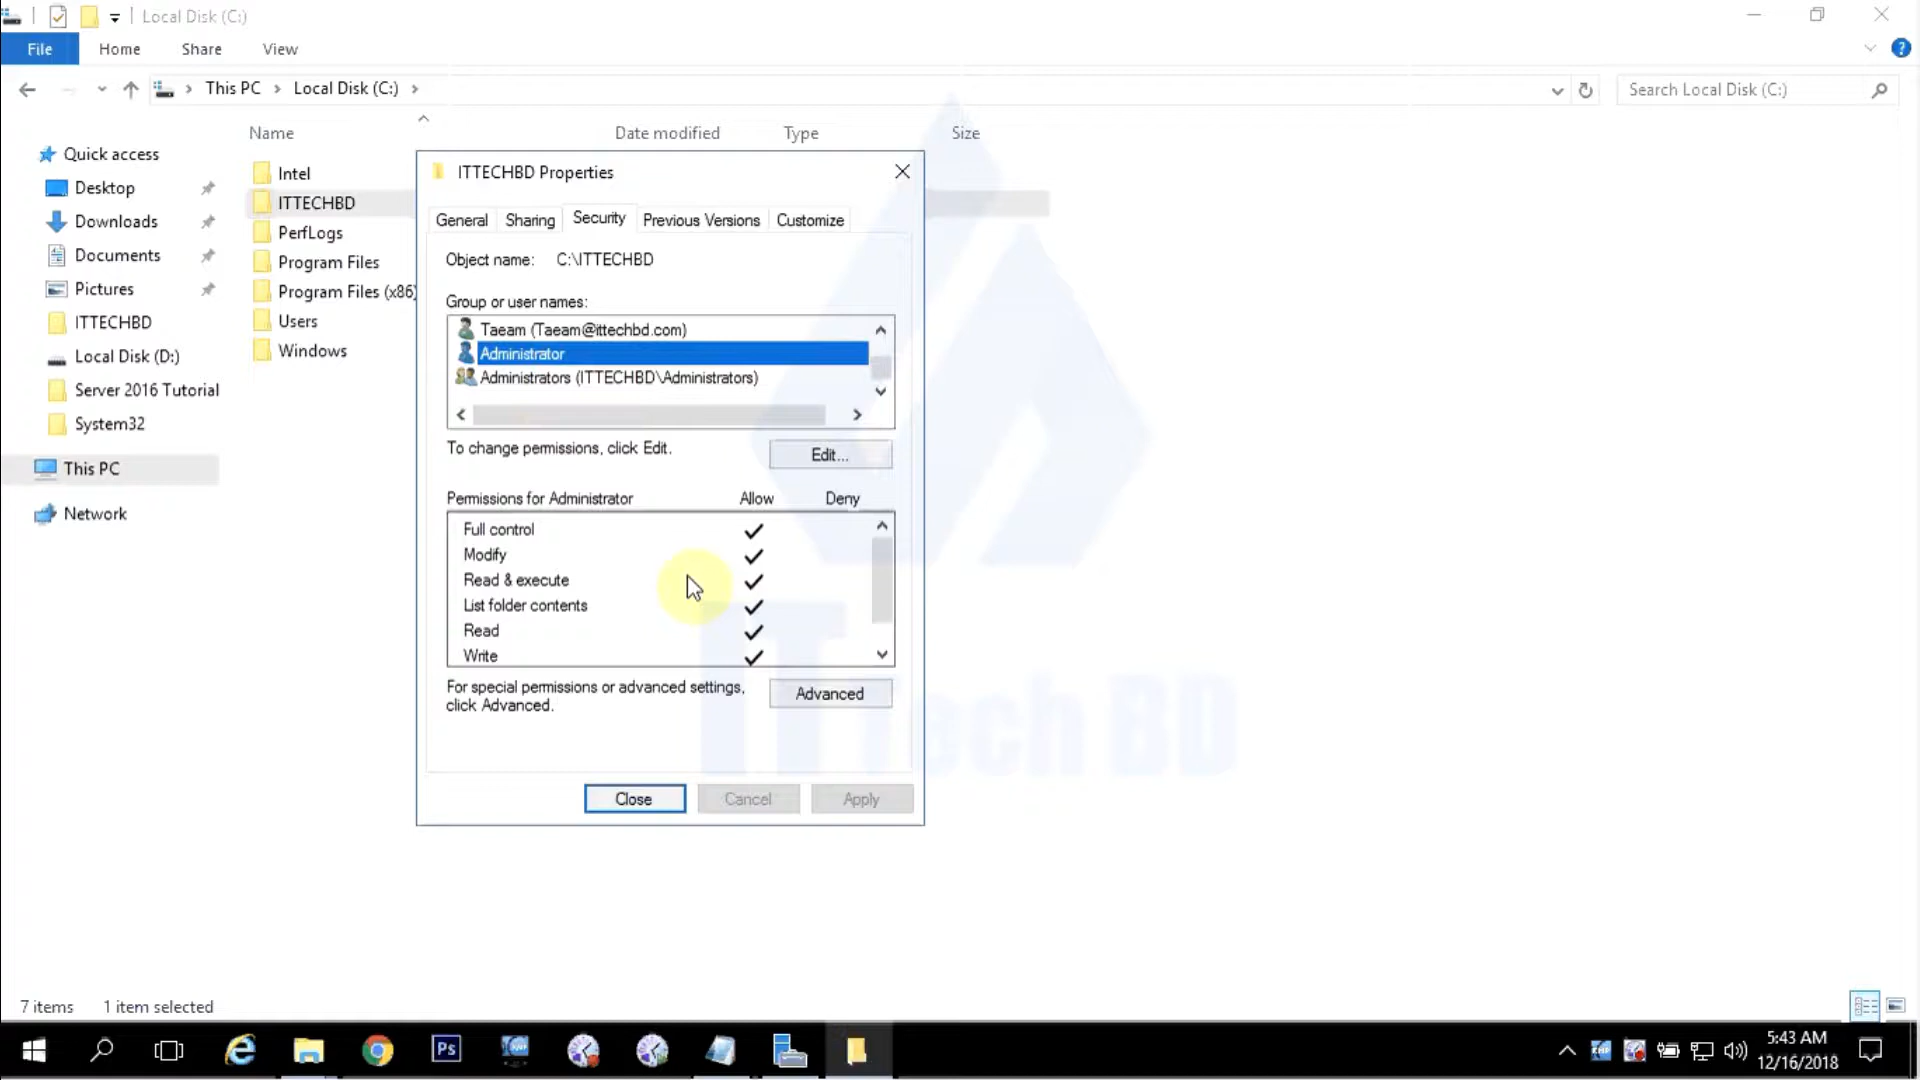 Local Disk (C:)
File Home Share View
This PC Local Disk (C:)
Search Local Disk (C:)
Name Date modified Type Size
Quick access
Desktop
Downloads
Documents
Pictures
ITTECHBD
Local Disk (D:)
Server 2016 Tutorial
System32
This PC
Network
Intel
ITTECHBD
PerfLogs
Program Files
Program Files (x86)
Users
Windows
ITTECHBD Properties
General Sharing Security Previous Versions Customize
Object name: C:\ITTECHBD
Group or user names:
Taeam (Taeam@ittechbd.com)
Administrator
Administrators (ITTECHBD\Administrators)
To change permissions, click Edit.
Edit...
Permissions for Administrator Allow Deny
Full control
Modify
Read & execute
List folder contents
Read
Write
For special permissions or advanced settings,
click Advanced.
Advanced
Close Cancel Apply
IT Tech BD
7 items 1 item selected
Ps
5:43 AM
12/16/2018